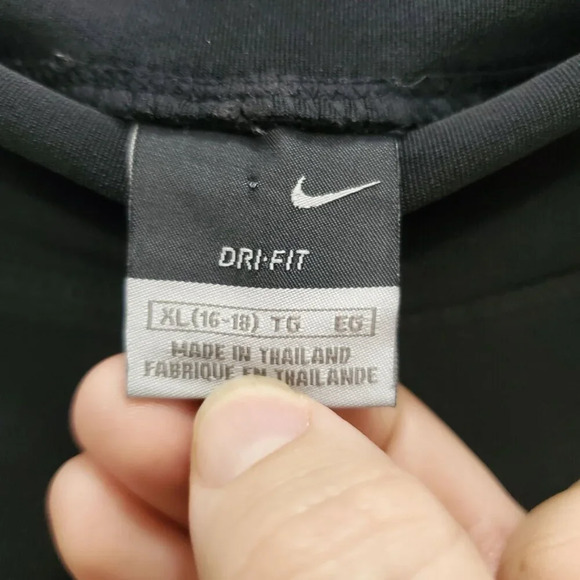 DRI-FIT
XL (16-18) TG EG
MADE IN THAILAND
FABRIQUE EN THAILANDE